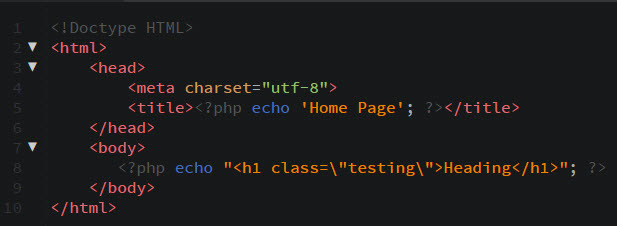 1 <!Doctype HTML>
2 ▼ <html>
3 ▼     <head>
4         <meta charset="utf-8">
5         <title><?php echo 'Home Page'; ?></title>
6     </head>
7 ▼     <body>
8        <?php echo "<h1 class=\"testing\">Heading</h1>"; ?>
9     </body>
10 </html>